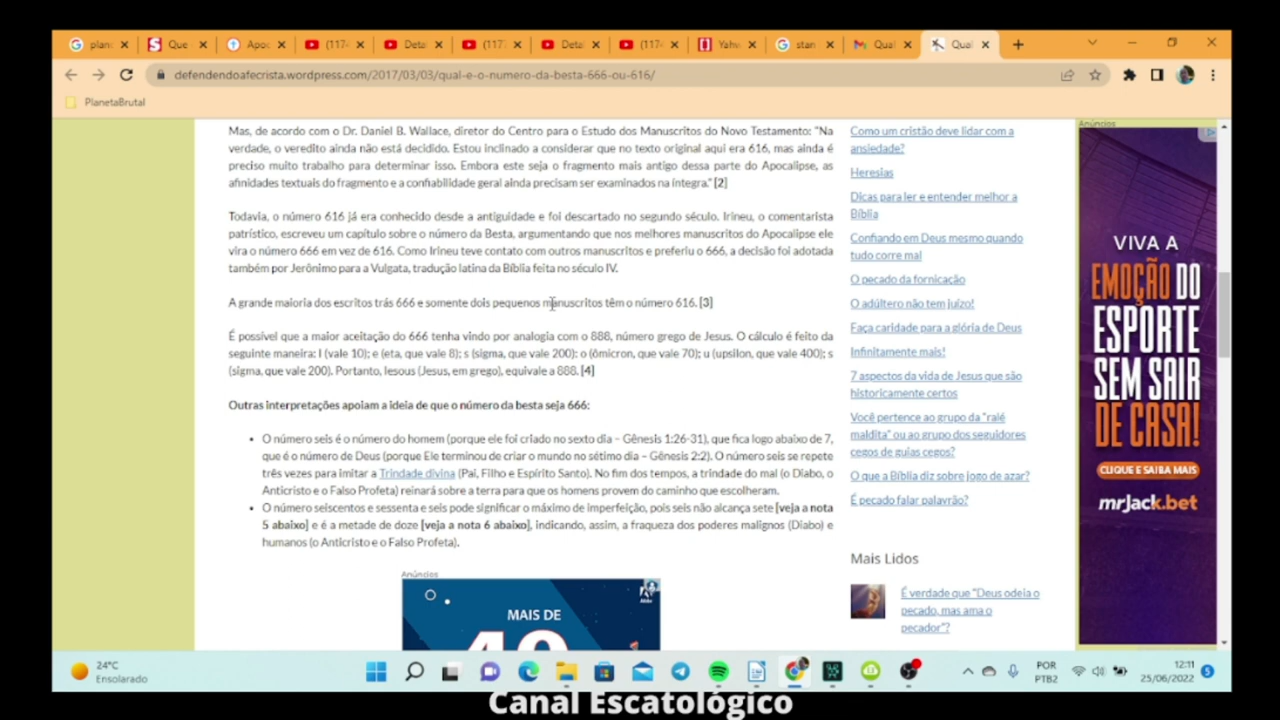 plan
Que
Apoc
(117
Deta
(117
Deta
(117
Yahw
stan
Qual
Qual
defendendoafecrista.wordpress.com/2017/03/03/qual-e-o-numero-da-besta-666-ou-616/
PlanetaBrutal
Mas, de acordo com o Dr. Daniel B. Wallace, diretor do Centro para o Estudo dos Manuscritos do Novo Testamento: "Na
verdade, o veredito ainda não está decidido. Estou inclinado a considerar que no texto original aqui era 616, mas ainda é
preciso muito trabalho para determinar isso. Embora este seja o fragmento mais antigo dessa parte do Apocalipse, as
afinidades textuais do fragmento e a confiabilidade geral ainda precisam ser examinados na íntegra." [2]
Todavia, o número 616 já era conhecido desde a antiguidade e foi descartado no segundo século. Irineu, o comentarista
patrístico, escreveu um capítulo sobre o número da Besta, argumentando que nos melhores manuscritos do Apocalipse ele
vira o número 666 em vez de 616. Como Irineu teve contato com outros manuscritos e preferiu o 666, a decisão foi adotada
também por Jerônimo para a Vulgata, tradução latina da Bíblia feita no século IV.
A grande maioria dos escritos trás 666 e somente dois pequenos manuscritos têm o número 616. [3]
É possível que a maior aceitação do 666 tenha vindo por analogia com o 888, número grego de Jesus. O cálculo é feito da
seguinte maneira: I (vale 10); e (eta, que vale 8); s (sigma, que vale 200): o (ômicron, que vale 70); u (upsilon, que vale 400); s
(sigma, que vale 200). Portanto, Iesous (Jesus, em grego), equivale a 888. [4]
Outras interpretações apoiam a ideia de que o número da besta seja 666:
• O número seis é o número do homem (porque ele foi criado no sexto dia – Gênesis 1:26-31), que fica logo abaixo de 7,
que é o número de Deus (porque Ele terminou de criar o mundo no sétimo dia – Gênesis 2:2). O número seis se repete
três vezes para imitar a Trindade divina (Pai, Filho e Espírito Santo). No fim dos tempos, a trindade do mal (o Diabo, o
Anticristo e o Falso Profeta) reinará sobre a terra para que os homens provem do caminho que escolheram.
• O número seiscentos e sessenta e seis pode significar o máximo de imperfeição, pois seis não alcança sete [veja a nota
5 abaixo] e é a metade de doze [veja a nota 6 abaixo], indicando, assim, a fraqueza dos poderes malignos (Diabo) e
humanos (o Anticristo e o Falso Profeta).
Anúncios
MAIS DE
Como um cristão deve lidar com a
ansiedade?
Heresias
Dicas para ler e entender melhor a
Bíblia
Confiando em Deus mesmo quando
tudo corre mal
O pecado da fornicação
O adúltero não tem juízo!
Faça caridade para a glória de Deus
Infinitamente mais!
7 aspectos da vida de Jesus que são
historicamente certos
Você pertence ao grupo da "ralé
maldita" ou ao grupo dos seguidores
cegos de guias cegos?
O que a Bíblia diz sobre jogo de azar?
É pecado falar palavrão?
Mais Lidos
É verdade que "Deus odeia o
pecado, mas ama o
pecador"?
Anúncios
VIVA A
EMOÇÃO DO
ESPORTE
SEM SAIR
DE CASA!
CLIQUE E SAIBA MAIS
mrJack.bet
24°C
Ensolarado
POR
PTB2
12:11
25/06/2022
5
Canal Escatológico